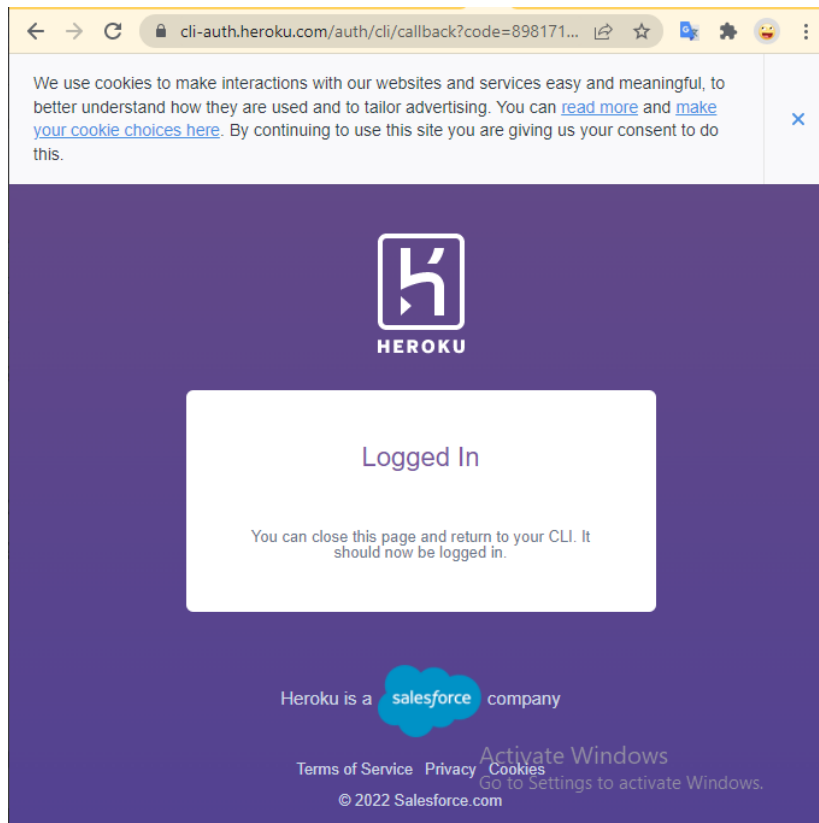 cli-auth.heroku.com/auth/cli/callback?code=898171...
We use cookies to make interactions with our websites and services easy and meaningful, to
better understand how they are used and to tailor advertising. You can read more and make
your cookie choices here. By continuing to use this site you are giving us your consent to do
this.
HEROKU
Logged In
You can close this page and return to your CLI. It
should now be logged in.
Heroku is a salesforce company
Activate Windows
Terms of Service Privacy Cookies
Go to Settings to activate Windows.
© 2022 Salesforce.com